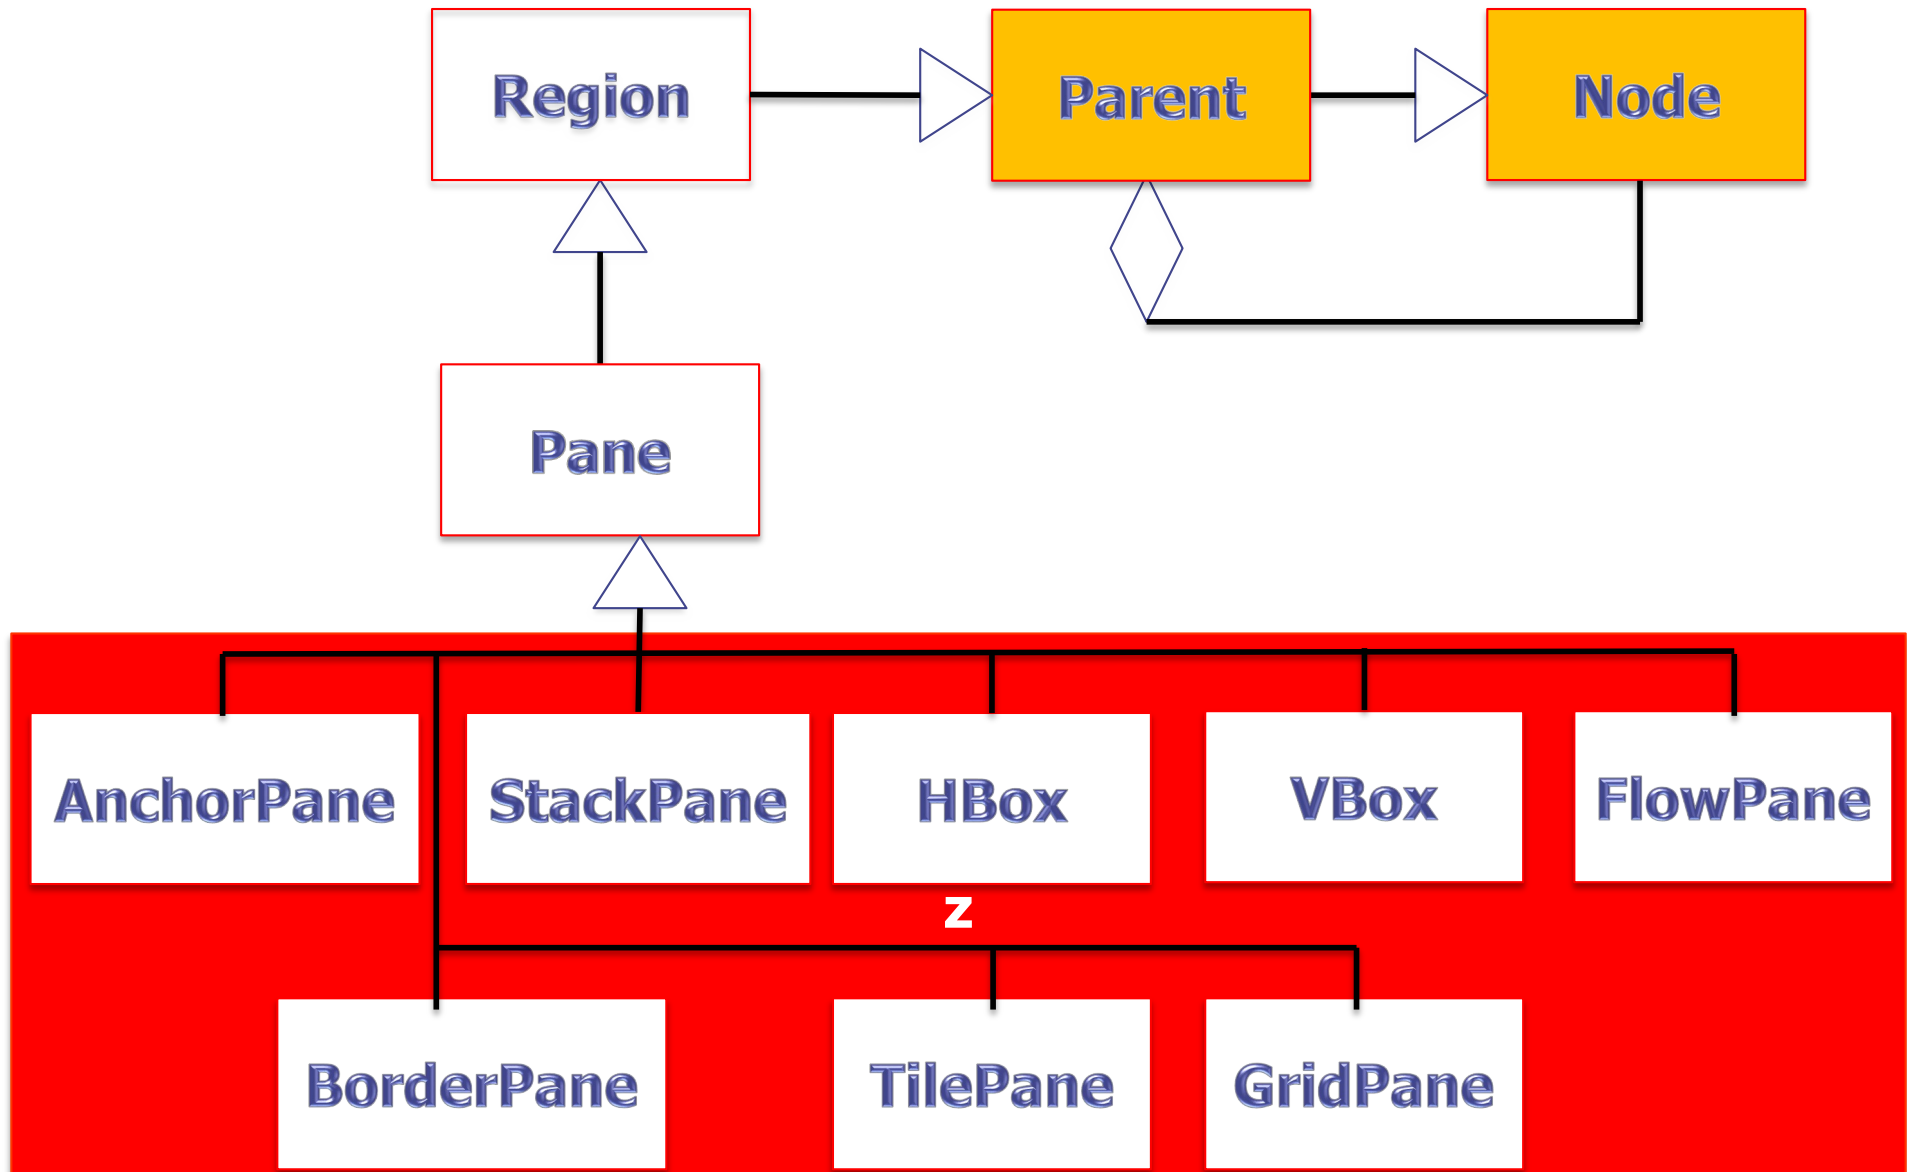 Region
Parent
Node
Pane
AnchorPane
StackPane
HBox
VBox
FlowPane
z
BorderPane
TilePane
GridPane